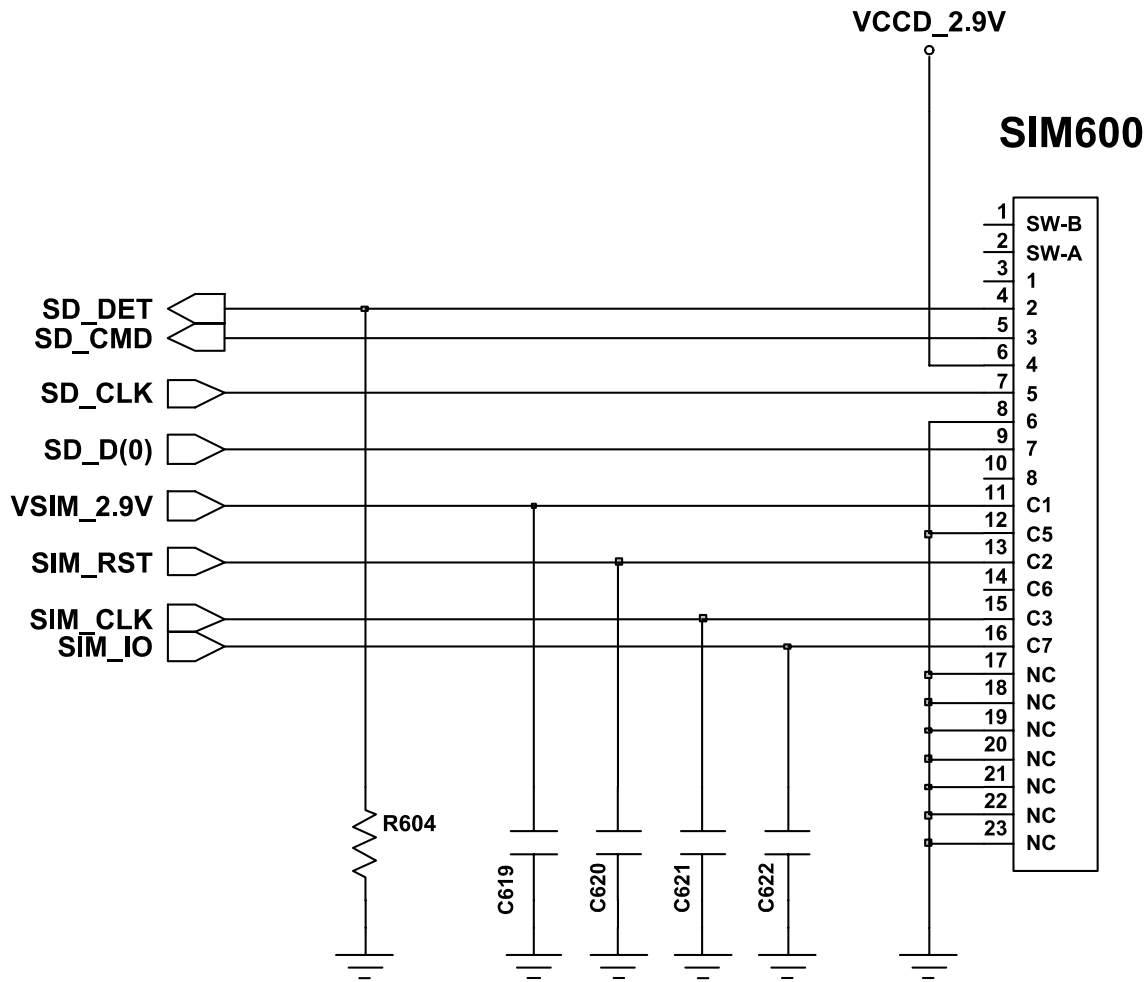 VCCD_2.9V
SIM600
1 SW-B
2 SW-A
3 1
SD_DET 4 2
SD_CMD 5 3
6 4
SD_CLK 7 5
8 6
SD_D(0) 9 7
10 8
VSIM_2.9V 11 C1
12 C5
SIM_RST 13 C2
14 C6
SIM_CLK 15 C3
SIM_IO 16 C7
17 NC
18 NC
19 NC
20 NC
21 NC
22 NC
23 NC
R604
C619
C620
C621
C622